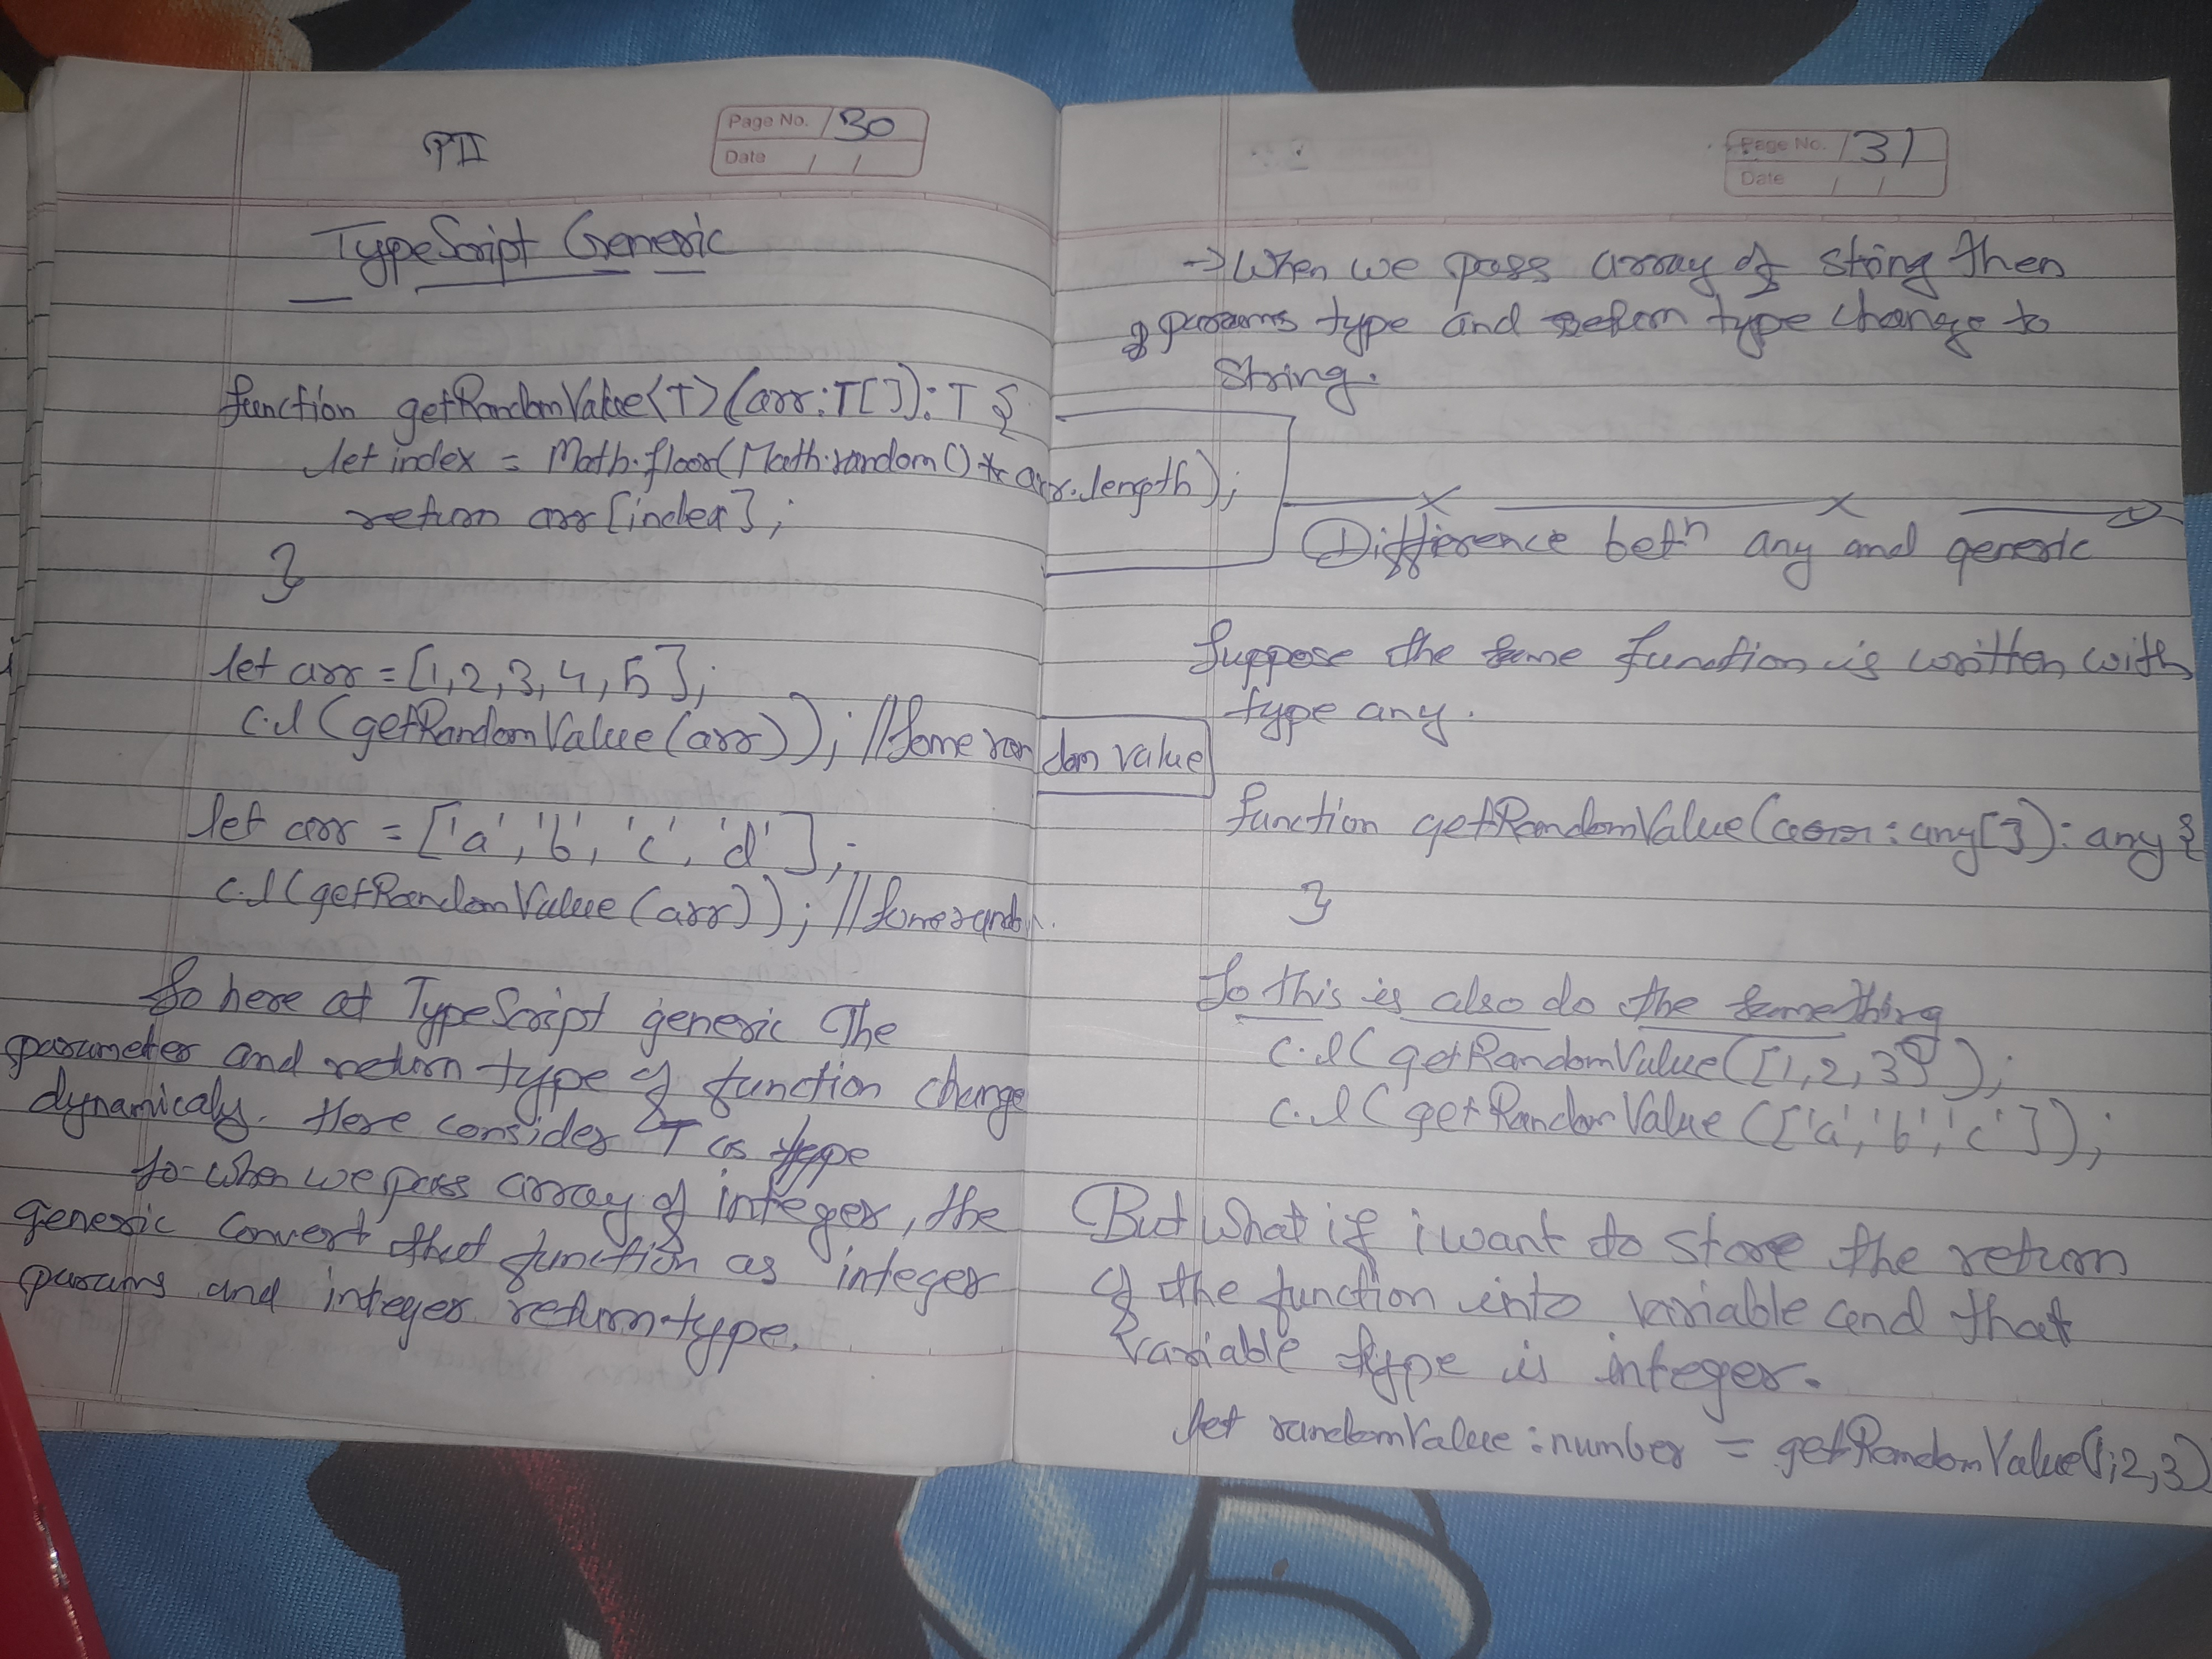 PII
Page No. 30
Date / /
TypeScript Generic
function getRandomValue<T>(arr:T[]):T {
let index = Math.floor(Math.random() * arr.length);
return arr[index];
}
let arr = [1,2,3,4,5];
c.l(getRandomValue(arr)); //Some random value
let arr = ['a', 'b', 'c', 'd'];
c.l(getRandomValue(arr)); //Some rando
So here at TypeScript generic The
parameter and return type of function change
dynamicaly. Here consider T as type
So when we pass array of integer, the
generic convert that function as integer
params and integer return type.
Page No. 31
Date / /
→ When we pass array of string then
params type and return type change to
String.
Difference betn any and generic
Suppose the same function is written with
type any.
function getRandomValue(arr: any[]): any {
}
So this is also do the same thing
c.l(getRandomValue([1,2,3]);
c.l(getRandomValue(['a','b','c']);
But what if i want to store the return
of the function into variable and that
variable type is integer.
let randomValue:number = getRandomValue(1,2,3)